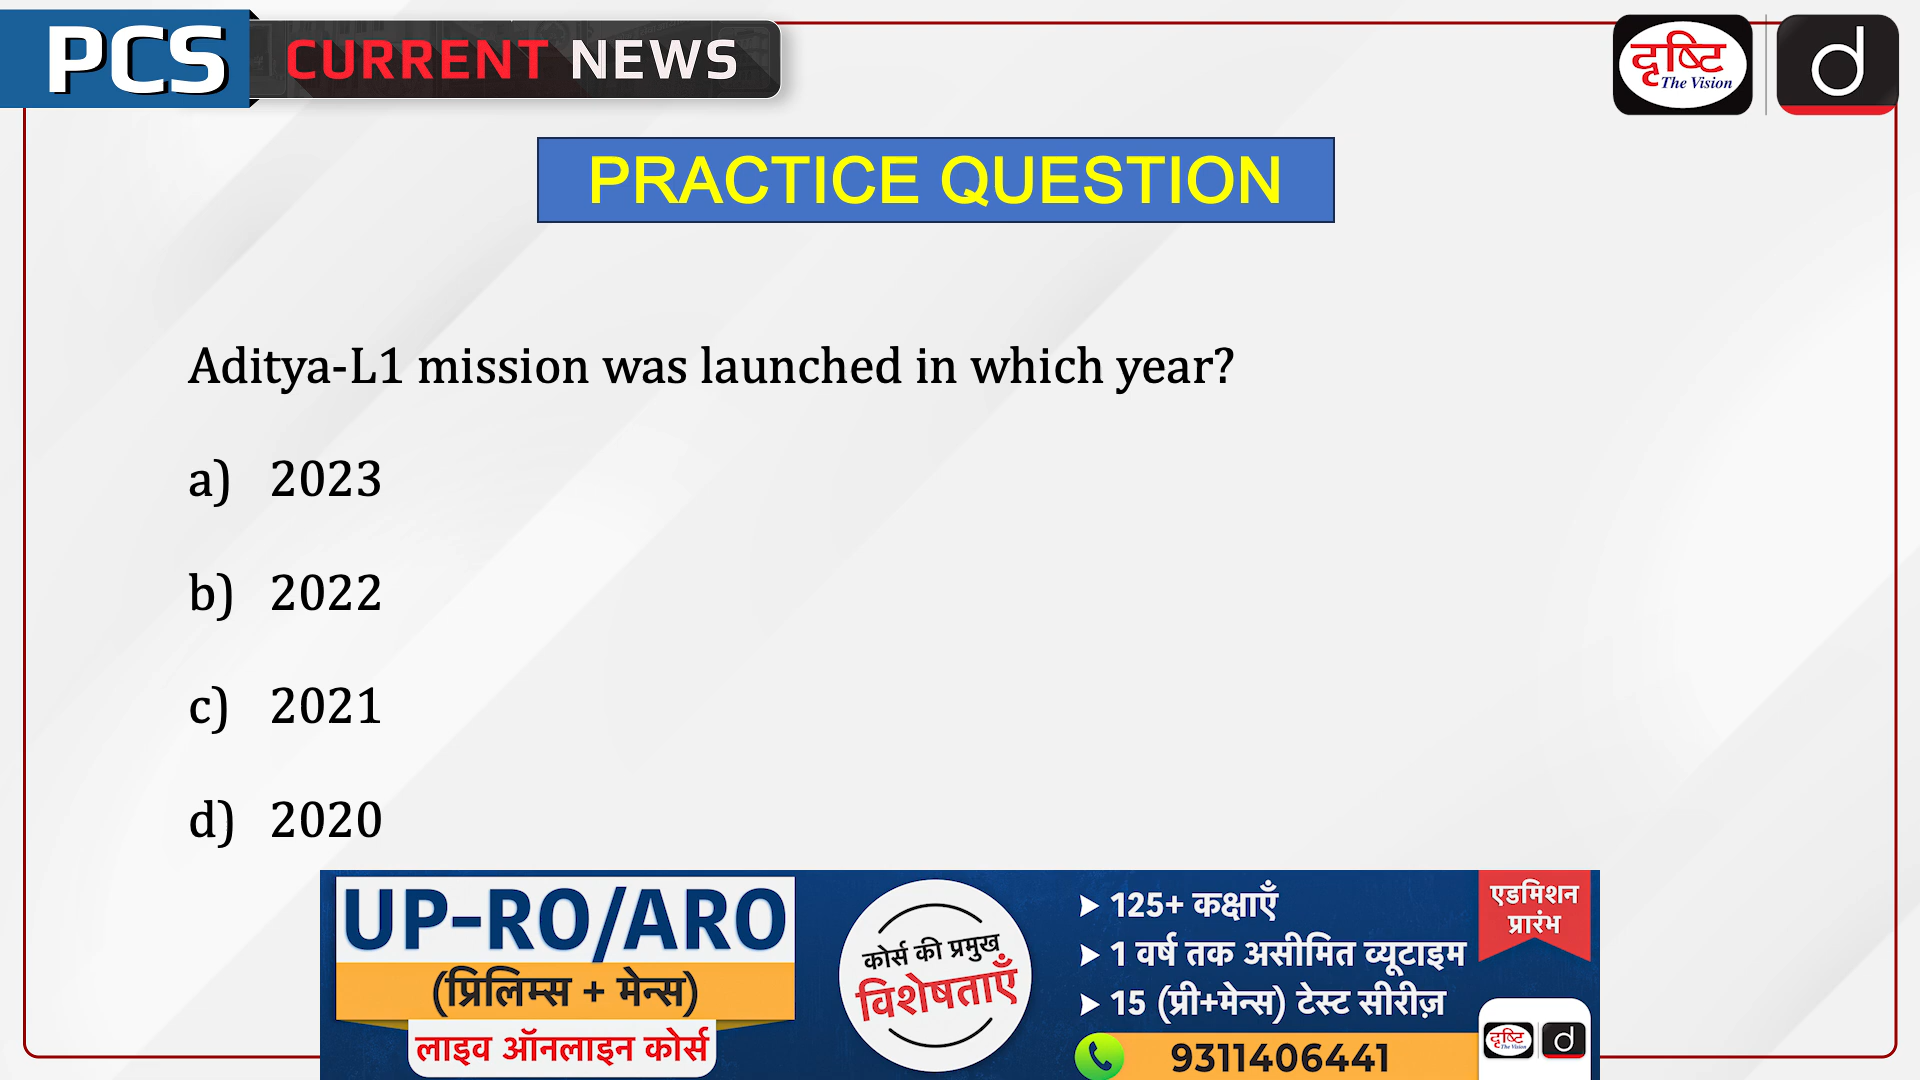 PCS CURRENT NEWS
दृष्टि
The Vision
d
PRACTICE QUESTION
Aditya-L1 mission was launched in which year?
a) 2023
b) 2022
c) 2021
d) 2020
UP-RO/ARO
(प्रिलिम्स + मेन्स)
लाइव ऑनलाइन कोर्स
कोर्स की प्रमुख
विशेषताएँ
125+ कक्षाएँ
1 वर्ष तक असीमित व्यूटाइम
15 (प्री+मेन्स) टेस्ट सीरीज़
9311406441
एडमिशन
प्रारंभ
दृष्टि
The Vision
d